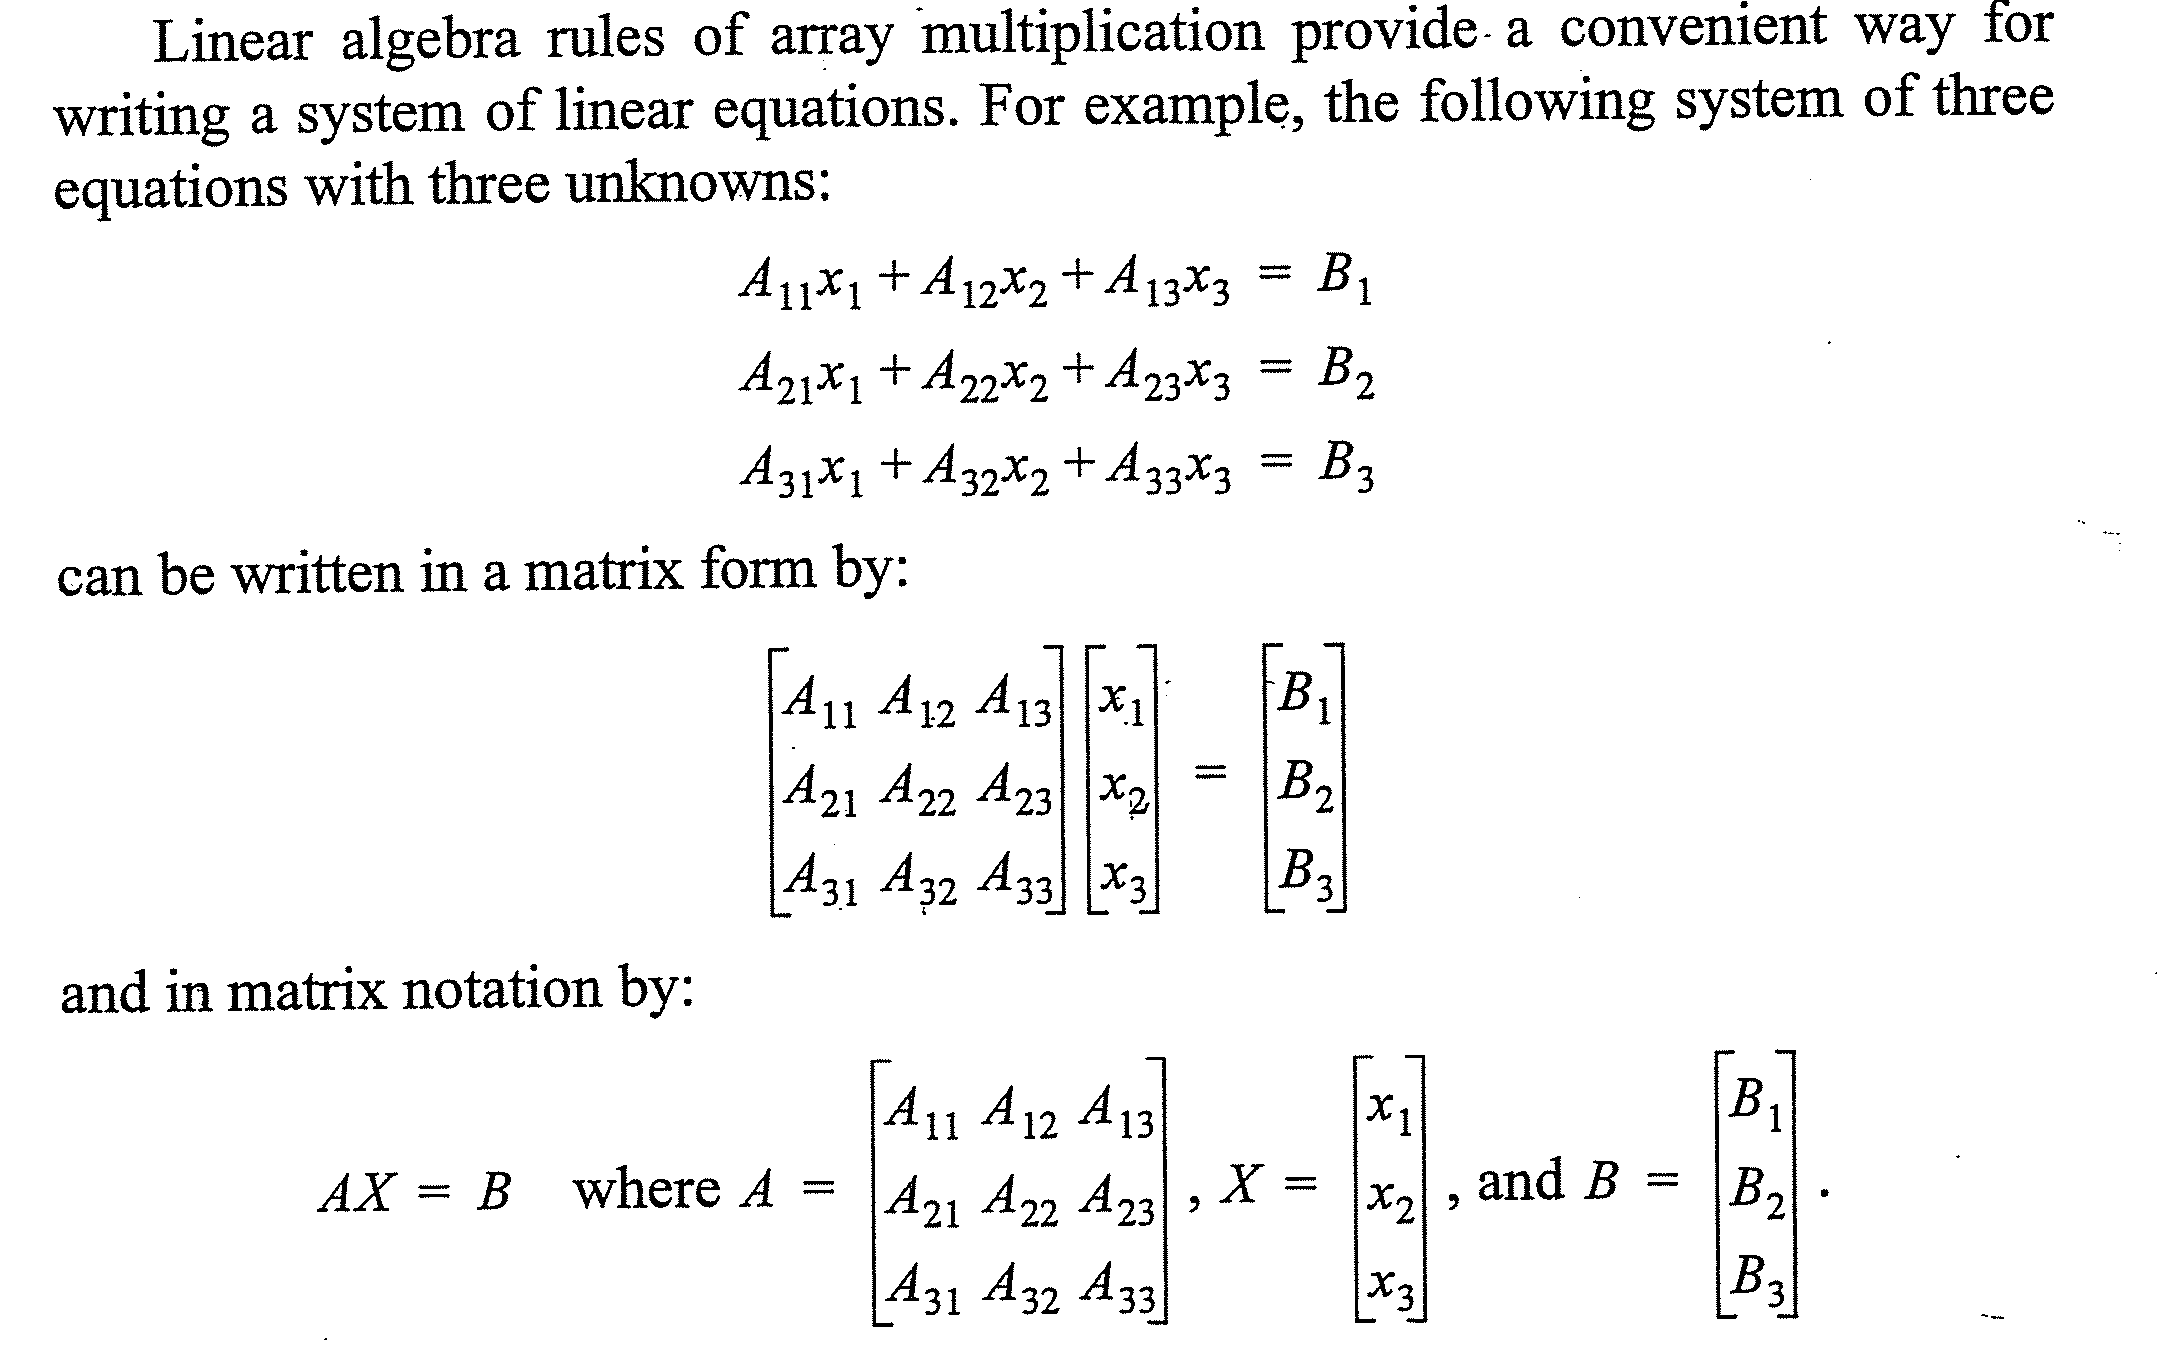 Linear algebra rules of array multiplication provide a convenient way for
writing a system of linear equations. For example, the following system of three
equations with three unknowns:
A₁₁x₁ + A₁₂x₂ + A₁₃x₃ = B₁
A₂₁x₁ + A₂₂x₂ + A₂₃x₃ = B₂
A₃₁x₁ + A₃₂x₂ + A₃₃x₃ = B₃
can be written in a matrix form by:
[A₁₁ A₁₂ A₁₃] [x₁] [B₁]
[A₂₁ A₂₂ A₂₃] [x₂] = [B₂]
[A₃₁ A₃₂ A₃₃] [x₃] [B₃]
and in matrix notation by:
[A₁₁ A₁₂ A₁₃] [x₁] [B₁]
AX = B where A = [A₂₁ A₂₂ A₂₃] , X = [x₂] , and B = [B₂] .
[A₃₁ A₃₂ A₃₃] [x₃] [B₃]